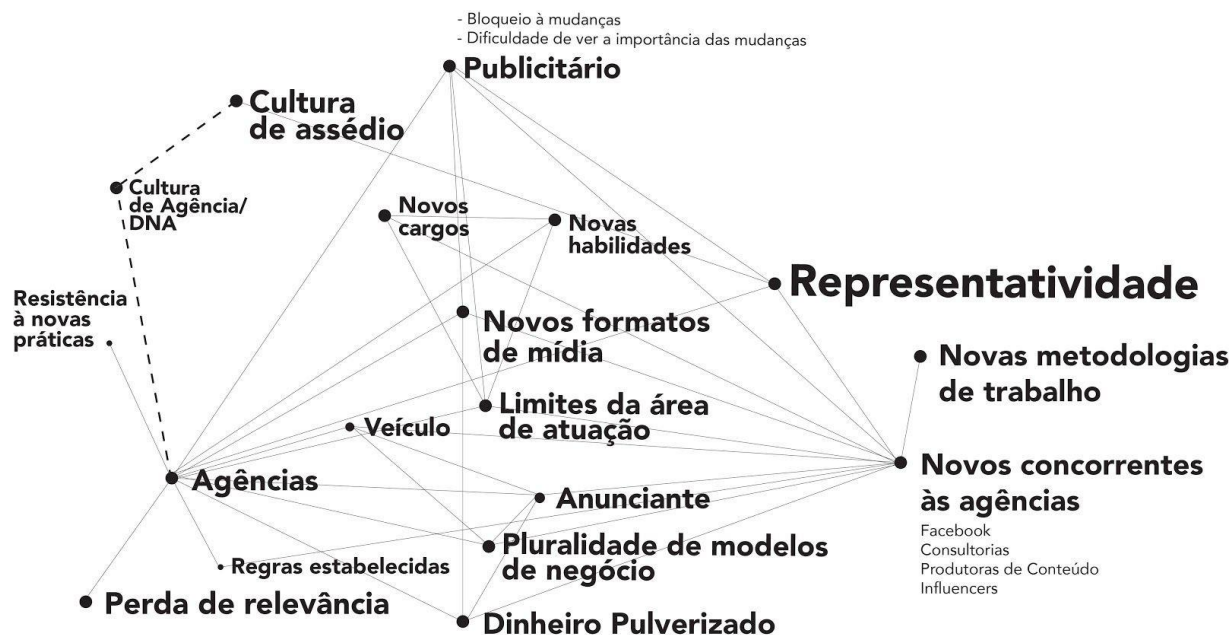 - Bloqueio à mudanças
- Dificuldade de ver a importância das mudanças
Publicitário
Cultura
de assédio
Cultura
de Agência/
DNA
Novos
cargos
Novas
habilidades
Representatividade
Resistência
à novas
práticas
Novos formatos
de mídia
Novas metodologias
de trabalho
Limites da área
de atuação
Veículo
Agências
Novos concorrentes
às agências
Facebook
Consultorias
Produtoras de Conteúdo
Influencers
Anunciante
Pluralidade de modelos
de negócio
Regras estabelecidas
Perda de relevância
Dinheiro Pulverizado